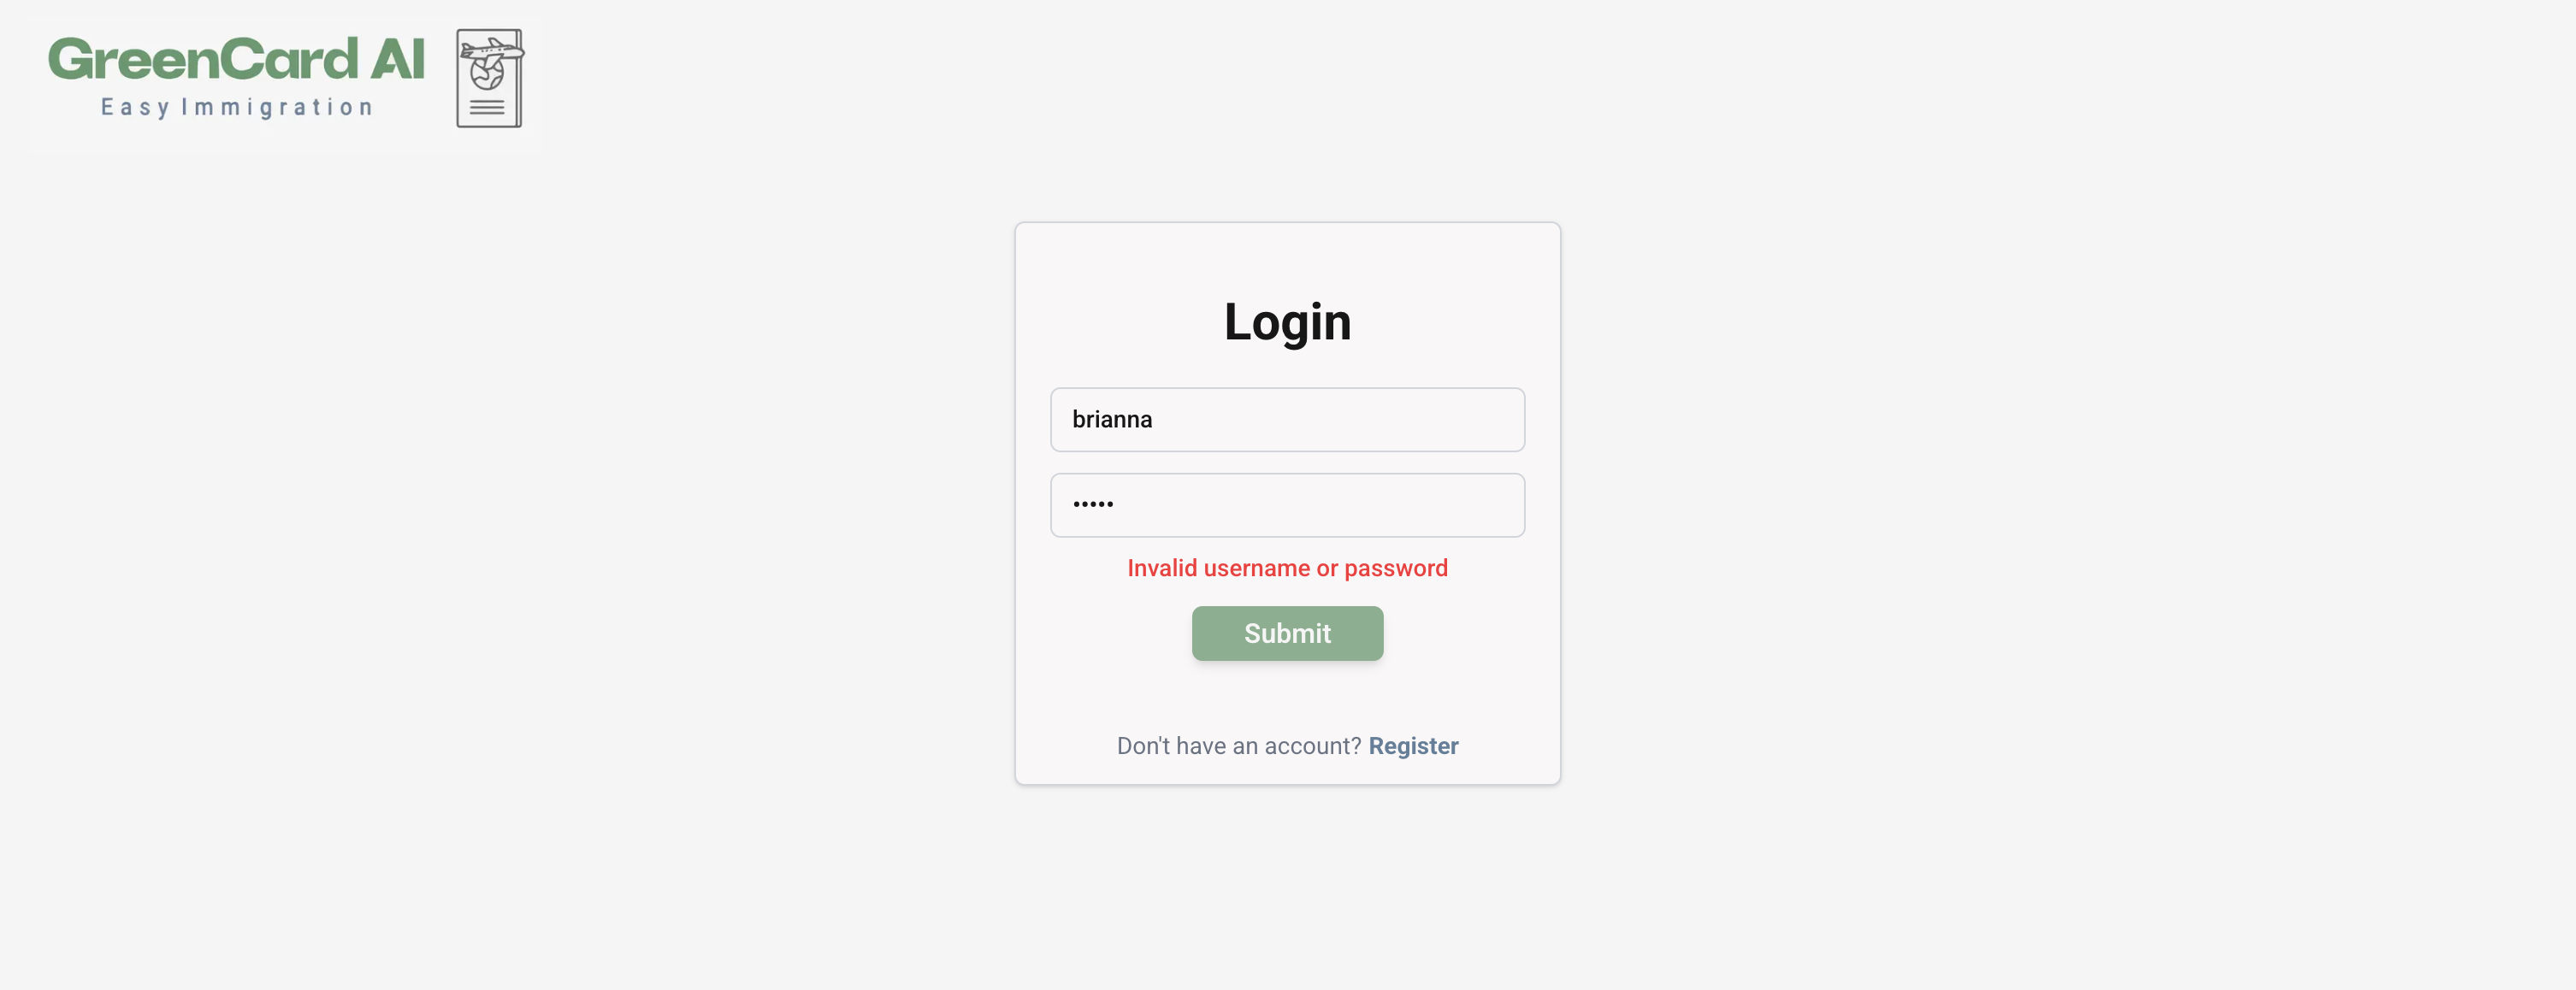 GreenCard AI
Easy Immigration
Login
brianna
•••••
Invalid username or password
Submit
Don't have an account? Register